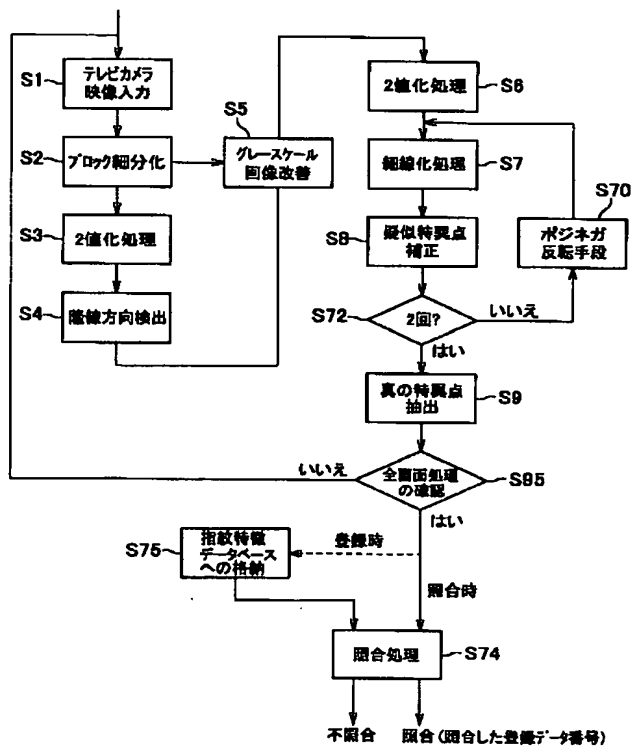 S1
テレビカメラ
映像入力
S2
ブロック細分化
S3
2値化処理
S4
隆線方向検出
S5
グレースケール
画像改善
S6
2値化処理
S7
細線化処理
S8
擬似特異点
補正
S70
ポジネガ
反転手段
S72
2回?
いいえ
はい
真の特異点
抽出
S9
いいえ
全画面処理
の確認
S95
はい
S75
指紋特徴
データベース
への格納
登録時
照合時
照合処理
S74
不照合
照合(照合した登録データ番号)